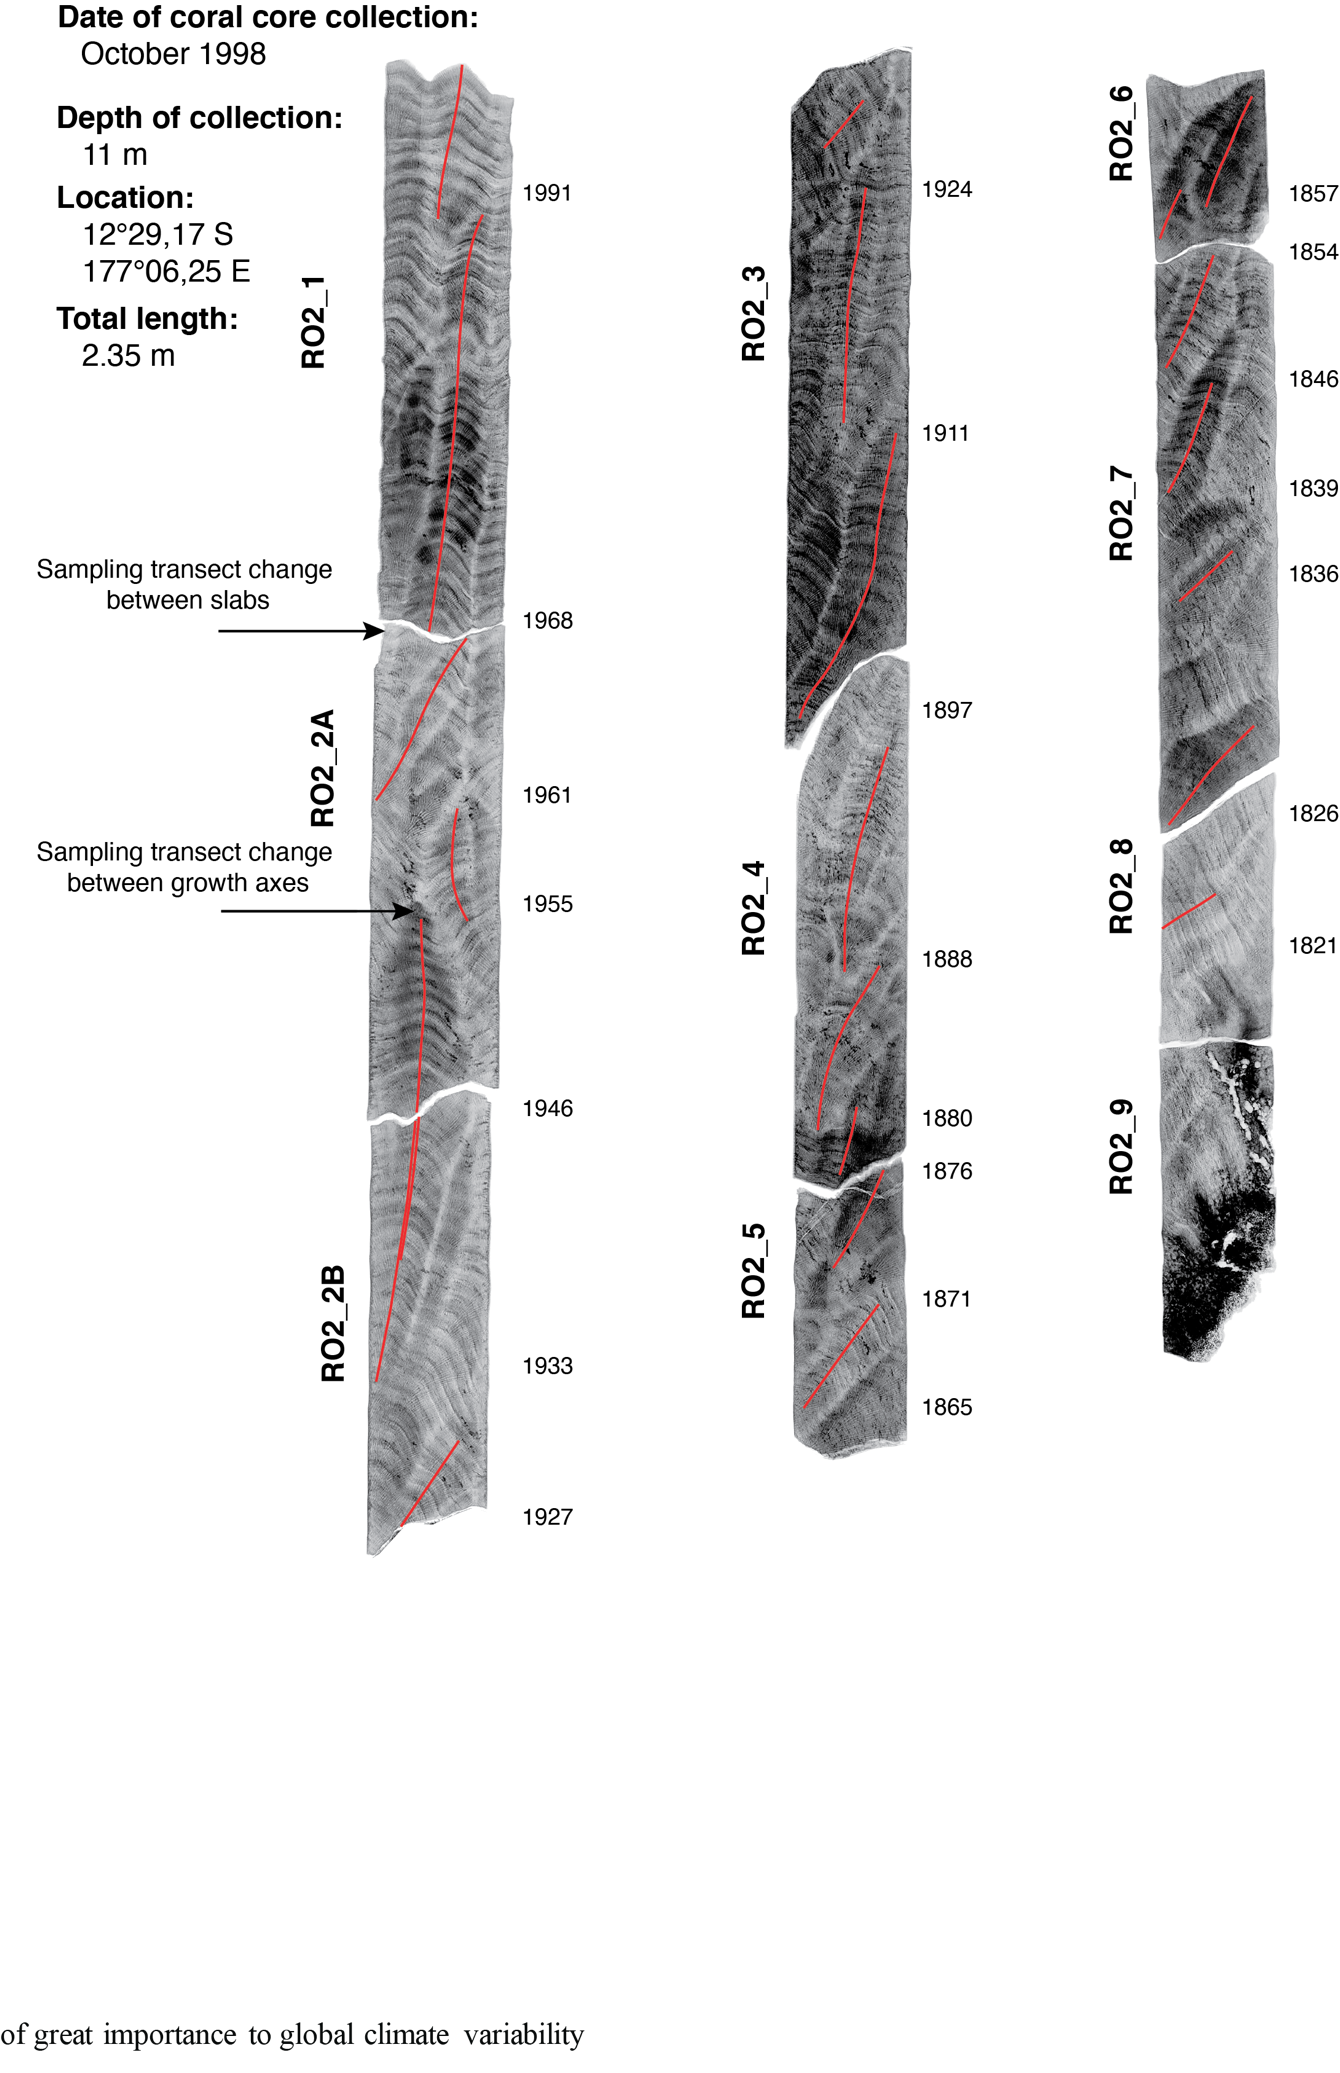 Date of coral core collection:
October 1998
Depth of collection:
11 m
Location:
12°29,17 S
177°06,25 E
Total length:
2.35 m
RO2_1
1991
Sampling transect change
between slabs
1968
RO2_2A
1961
Sampling transect change
between growth axes
1955
1946
RO2_2B
1933
1927
RO2_3
1924
1911
1897
RO2_4
1888
1880
1876
RO2_5
1871
1865
RO2_6
1857
1854
1846
RO2_7
1839
1836
1826
RO2_8
1821
RO2_9
of great importance to global climate variability